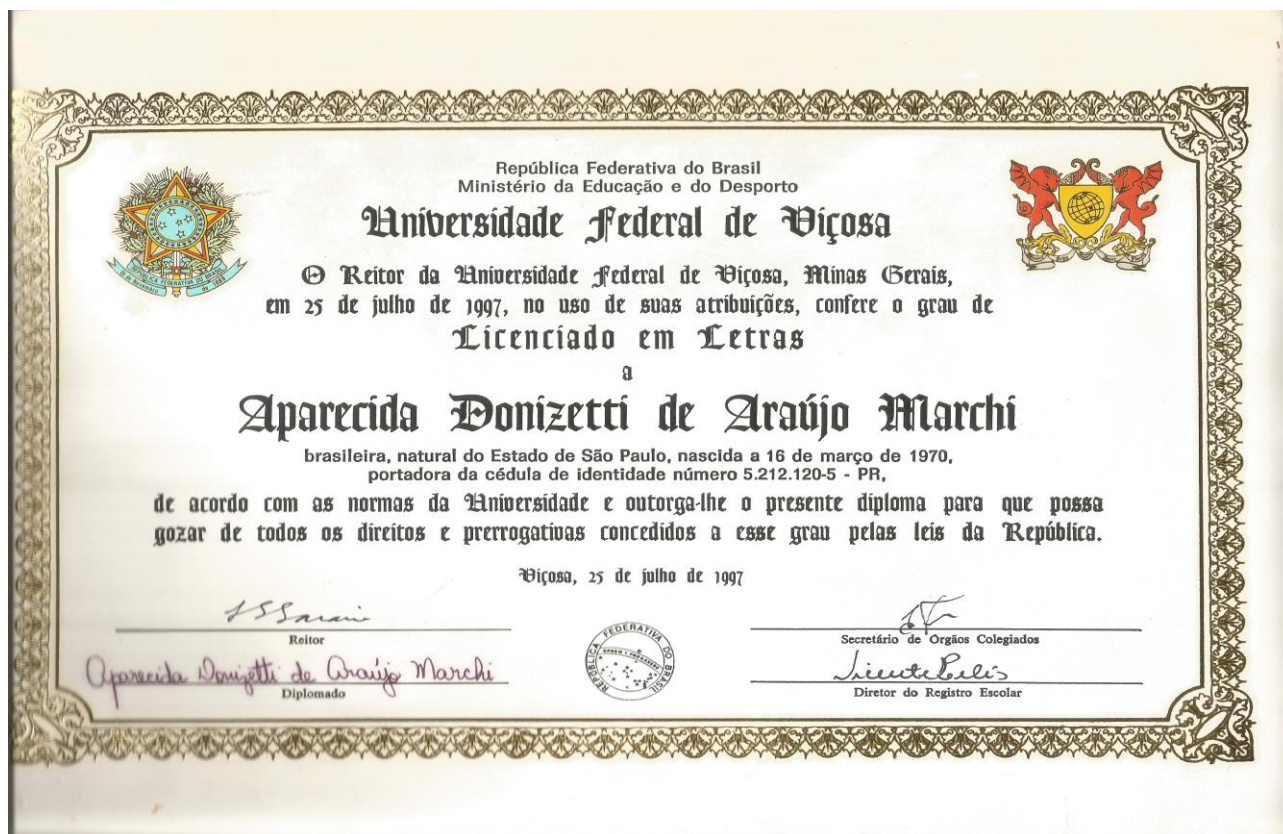 República Federativa do Brasil
Ministério da Educação e do Desporto
Universidade Federal de Viçosa
O Reitor da Universidade Federal de Viçosa, Minas Gerais,
em 25 de julho de 1997, no uso de suas atribuições, confere o grau de
Licenciado em Letras
a
Aparecida Donizetti de Araújo Marchi
brasileira, natural do Estado de São Paulo, nascida a 16 de março de 1970,
portadora da cédula de identidade número 5.212.120-5 - PR,
de acordo com as normas da Universidade e outorga-lhe o presente diploma para que possa
gozar de todos os direitos e prerrogativas concedidos a esse grau pelas leis da República.
Viçosa, 25 de julho de 1997
Reitor
Secretário de Órgãos Colegiados
Aparecida Donizetti de Araújo Marchi
Diplomado
Diretor do Registro Escolar
REPÚBLICA FEDERATIVA DO BRASIL
REPÚBLICA FEDERATIVA DO BRASIL